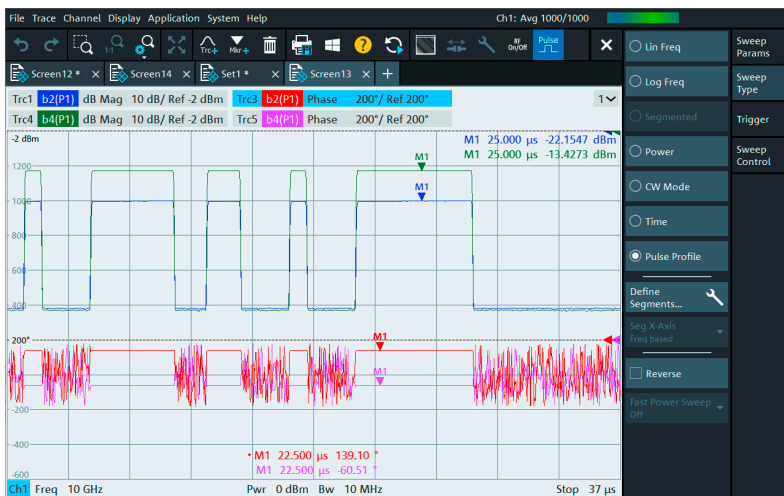 File Trace Channel Display Application System Help
Ch1: Avg 1000/1000
1/1
Trc+
Mkr+
RF
On/Off
Pulse
Screen12 *
Screen14
Set1 *
Screen13
Trc1 b2(P1) dB Mag 10 dB/ Ref -2 dBm Trc3 b2(P1) Phase 200°/ Ref 200°
1
Trc4 b4(P1) dB Mag 10 dB/ Ref -2 dBm Trc5 b4(P1) Phase 200°/ Ref 200°
-2 dBm
M1 25.000 µs -22.1547 dBm
M1 25.000 µs -13.4273 dBm
M1
1200
M1
1000
800
600
400
200°
M1
M1
-200
-400
• M1 22.500 µs 139.10 °
M1 22.500 µs -60.51 °
-600
Ch1 Freq 10 GHz Pwr 0 dBm Bw 10 MHz Stop 37 µs
Lin Freq
Log Freq
Segmented
Power
CW Mode
Time
Pulse Profile
Define
Segments...
Seg X-Axis
Freq based
Reverse
Fast Power Sweep
Off
Sweep
Params
Sweep
Type
Trigger
Sweep
Control